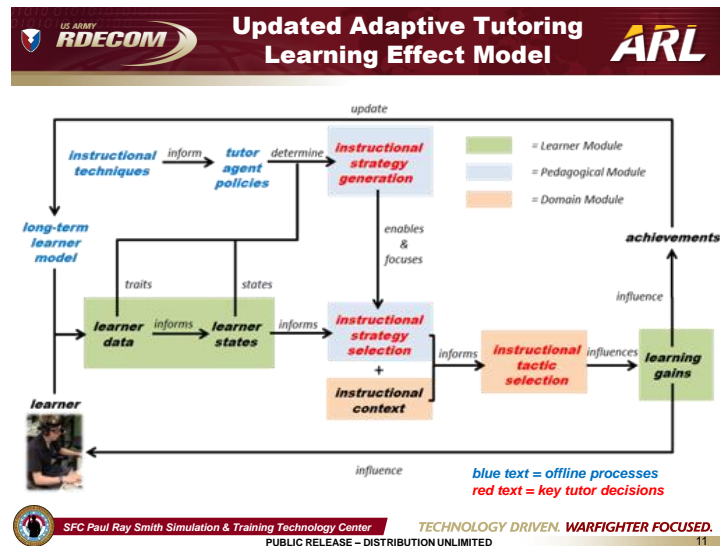 US ARMY
RDECOM
Updated Adaptive Tutoring
Learning Effect Model
ARL
update
instructional
techniques
inform
tutor
agent
policies
determine
instructional
strategy
generation
= Learner Module
= Pedagogical Module
= Domain Module
long-term
learner
model
enables
&
focuses
achievements
traits
states
influence
learner
data
informs
learner
states
informs
instructional
strategy
selection
+
instructional
context
informs
instructional
tactic
selection
influences
learning
gains
learner
influence
blue text = offline processes
red text = key tutor decisions
SFC Paul Ray Smith Simulation & Training Technology Center
TECHNOLOGY DRIVEN. WARFIGHTER FOCUSED.
PUBLIC RELEASE – DISTRIBUTION UNLIMITED
11